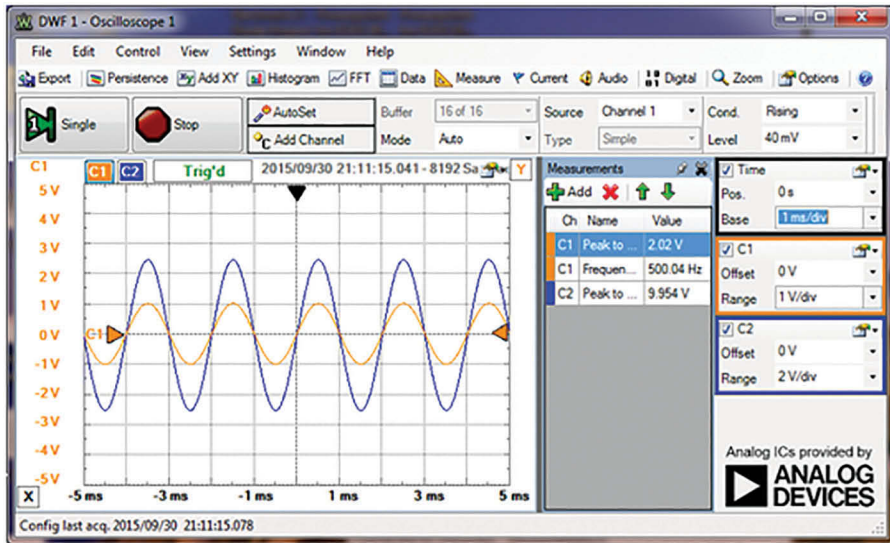 DWF 1 - Oscilloscope 1
File Edit Control View Settings Window Help
Export Persistence Add XY Histogram FFT Data Measure Current Audio Digital Zoom Options
Single Stop AutoSet Buffer 16 of 16 Source Channel 1 Cond. Rising
Add Channel Mode Auto Type Simple Level 40 mV
C1 C1 C2 Trig'd 2015/09/30 21:11:15.041 - 8192 Sa Y
5 V
4 V
3 V
2 V
1 V
0 V
-1 V
-2 V
-3 V
-4 V
-5 V
C1
X -5 ms -3 ms -1 ms 1 ms 3 ms 5 ms
Measurements
Add
Ch Name Value
C1 Peak to ... 2.02 V
C1 Frequen... 500.04 Hz
C2 Peak to ... 9.954 V
Time
Pos. 0 s
Base 1 ms/div
C1
Offset 0 V
Range 1 V/div
C2
Offset 0 V
Range 2 V/div
Analog ICs provided by
ANALOG
DEVICES
Config last acq. 2015/09/30 21:11:15.078